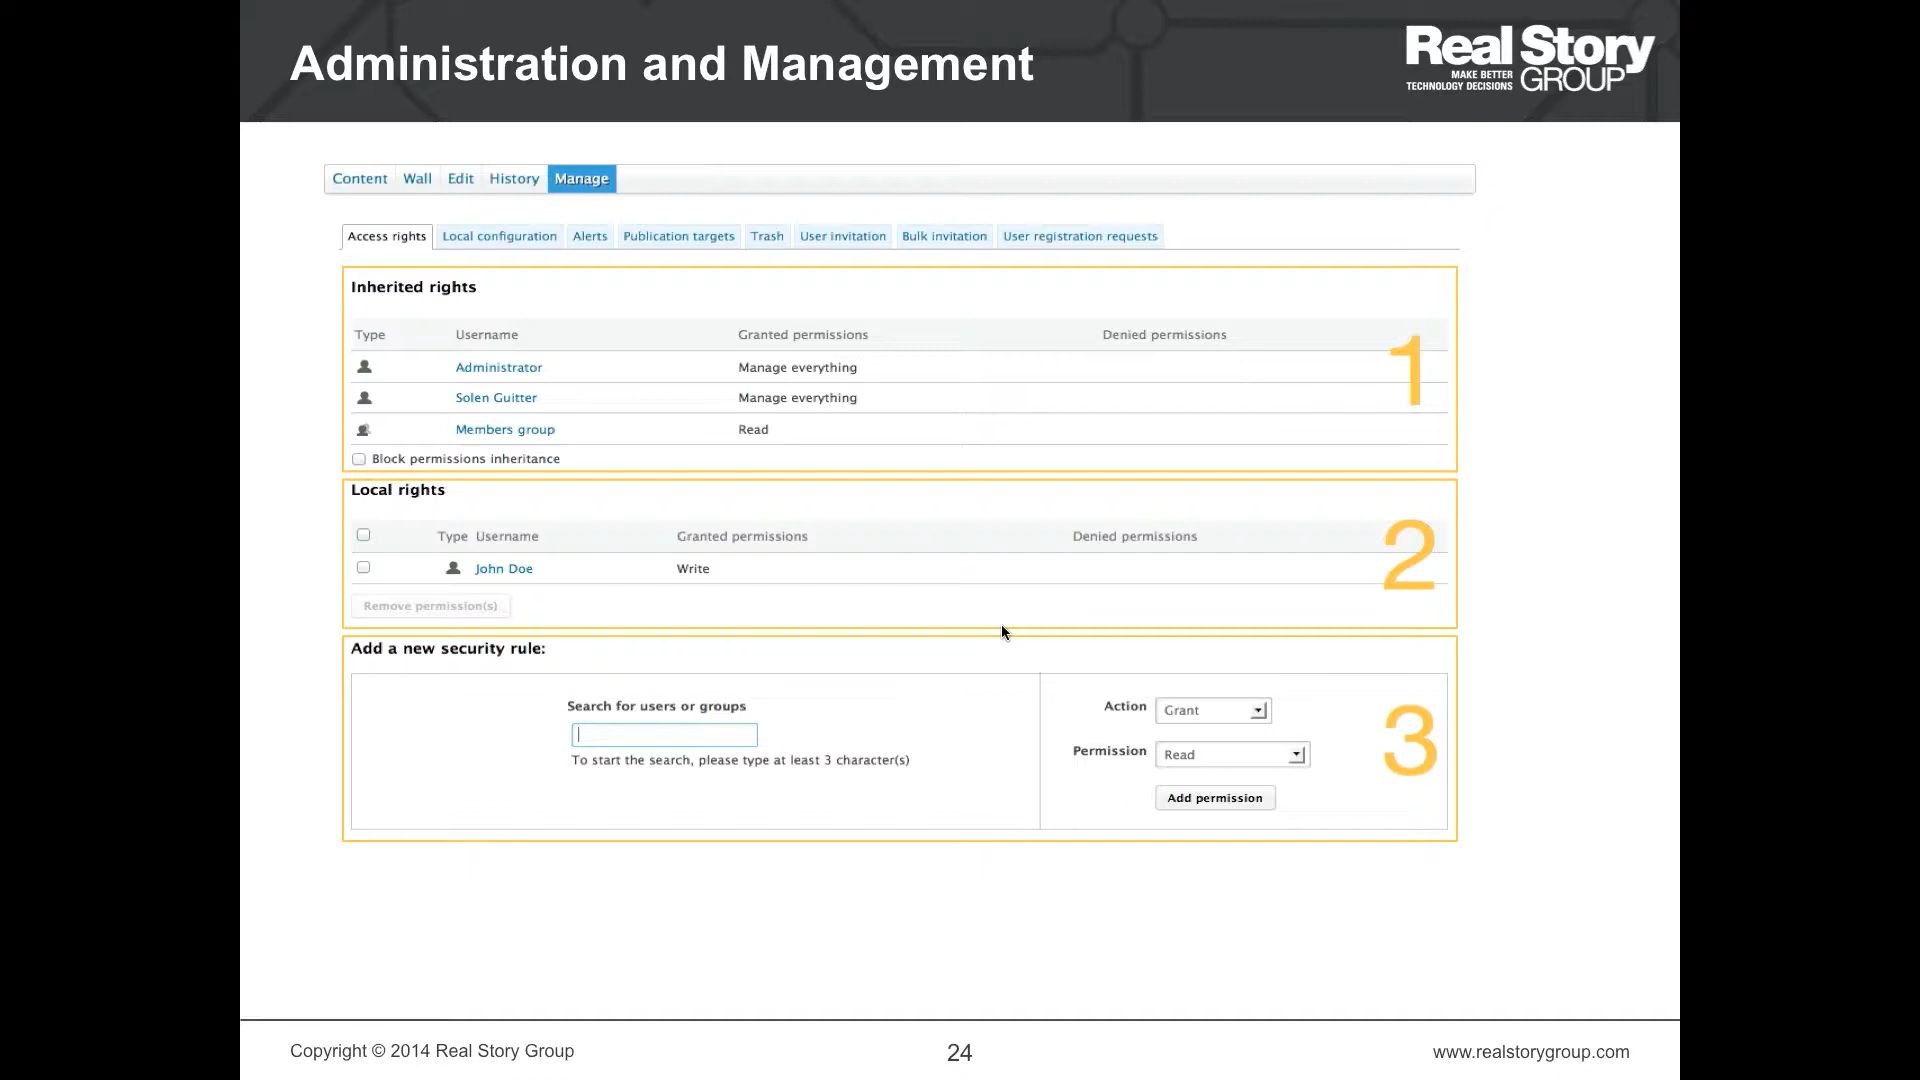 Administration and Management
Real Story
MAKE BETTER
TECHNOLOGY DECISIONS GROUP
Content Wall Edit History Manage
Access rights Local configuration Alerts Publication targets Trash User invitation Bulk invitation User registration requests
Inherited rights
Type Username Granted permissions Denied permissions
Administrator Manage everything
Solen Guitter Manage everything
Members group Read
Block permissions inheritance
1
Local rights
Type Username Granted permissions Denied permissions
John Doe Write
Remove permission(s)
2
Add a new security rule:
Search for users or groups
To start the search, please type at least 3 character(s)
Action Grant
Permission Read
Add permission
3
Copyright © 2014 Real Story Group
24
www.realstorygroup.com